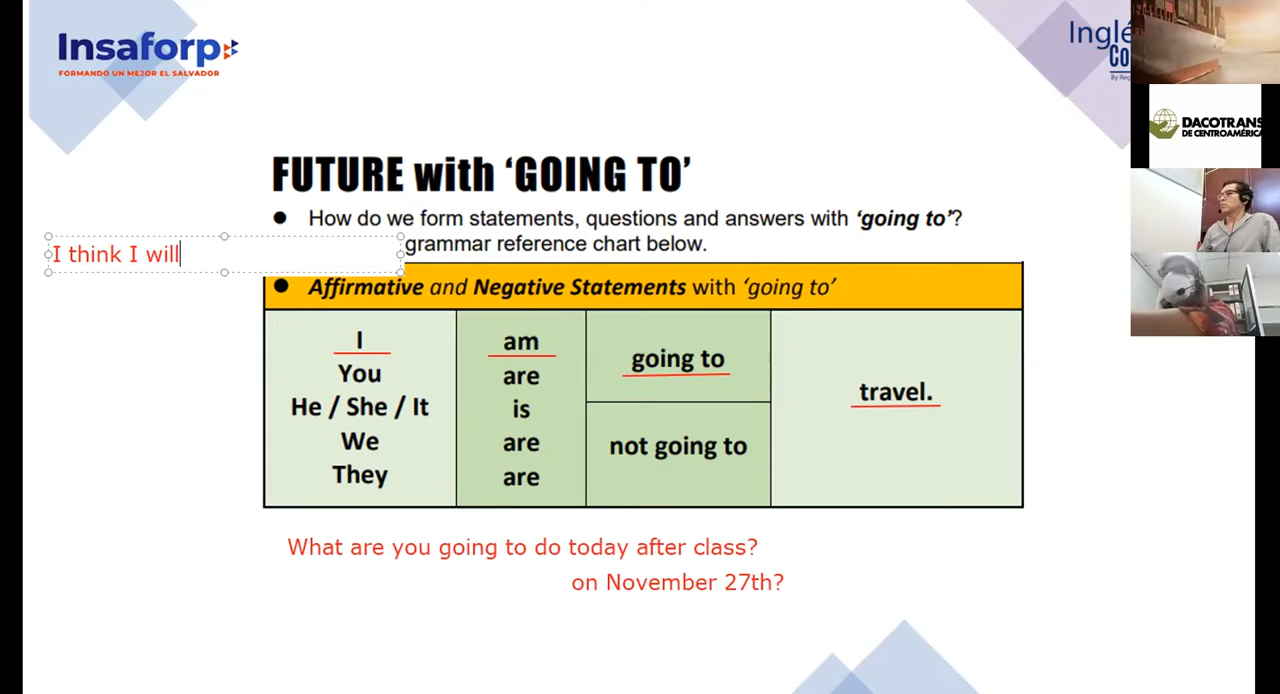 Insaforp
FORMANDO UN MEJOR EL SALVADOR
DACOTRANS
DE CENTROAMÉRICA
FUTURE with ‘GOING TO’
● How do we form statements, questions and answers with ‘going to’?
I think I will
grammar reference chart below.
● Affirmative and Negative Statements with ‘going to’
I
am
going to
travel.
You
are
He / She / It
is
We
are
not going to
They
are
What are you going to do today after class?
on November 27th?